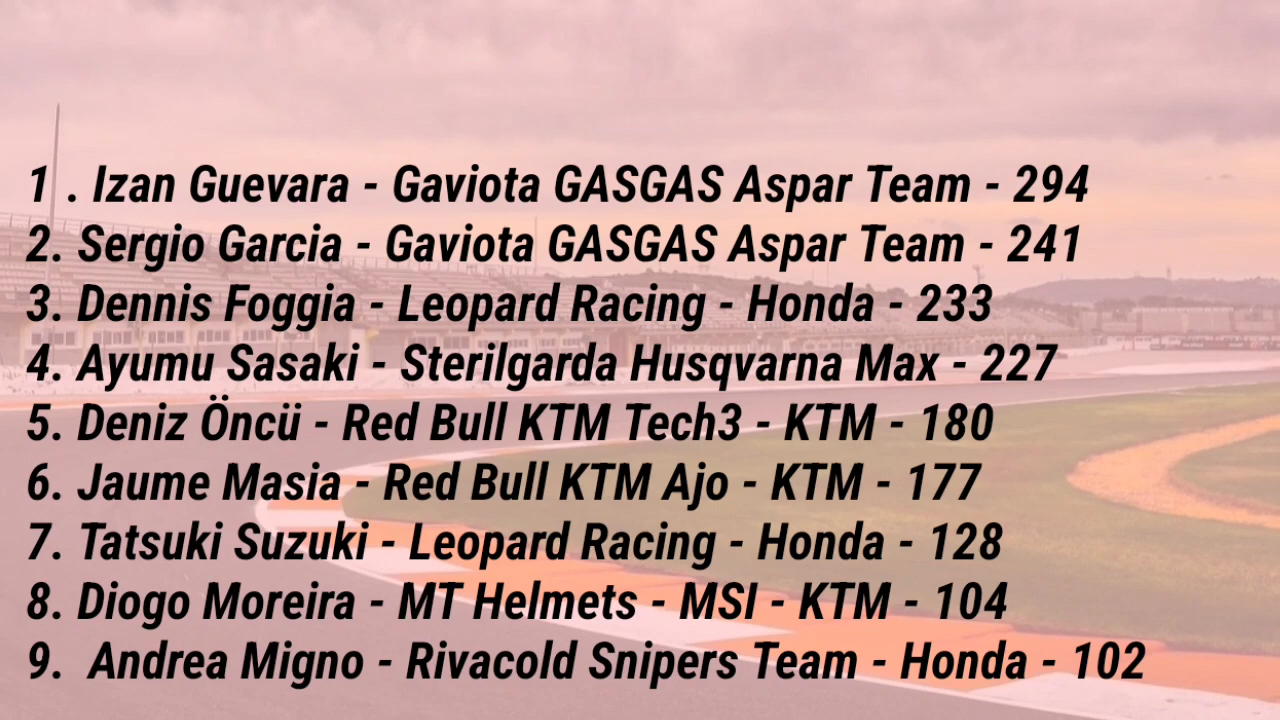 1 . Izan Guevara - Gaviota GASGAS Aspar Team - 294
2. Sergio Garcia - Gaviota GASGAS Aspar Team - 241
3. Dennis Foggia - Leopard Racing - Honda - 233
4. Ayumu Sasaki - Sterilgarda Husqvarna Max - 227
5. Deniz Öncü - Red Bull KTM Tech3 - KTM - 180
6. Jaume Masia - Red Bull KTM Ajo - KTM - 177
7. Tatsuki Suzuki - Leopard Racing - Honda - 128
8. Diogo Moreira - MT Helmets - MSI - KTM - 104
9. Andrea Migno - Rivacold Snipers Team - Honda - 102